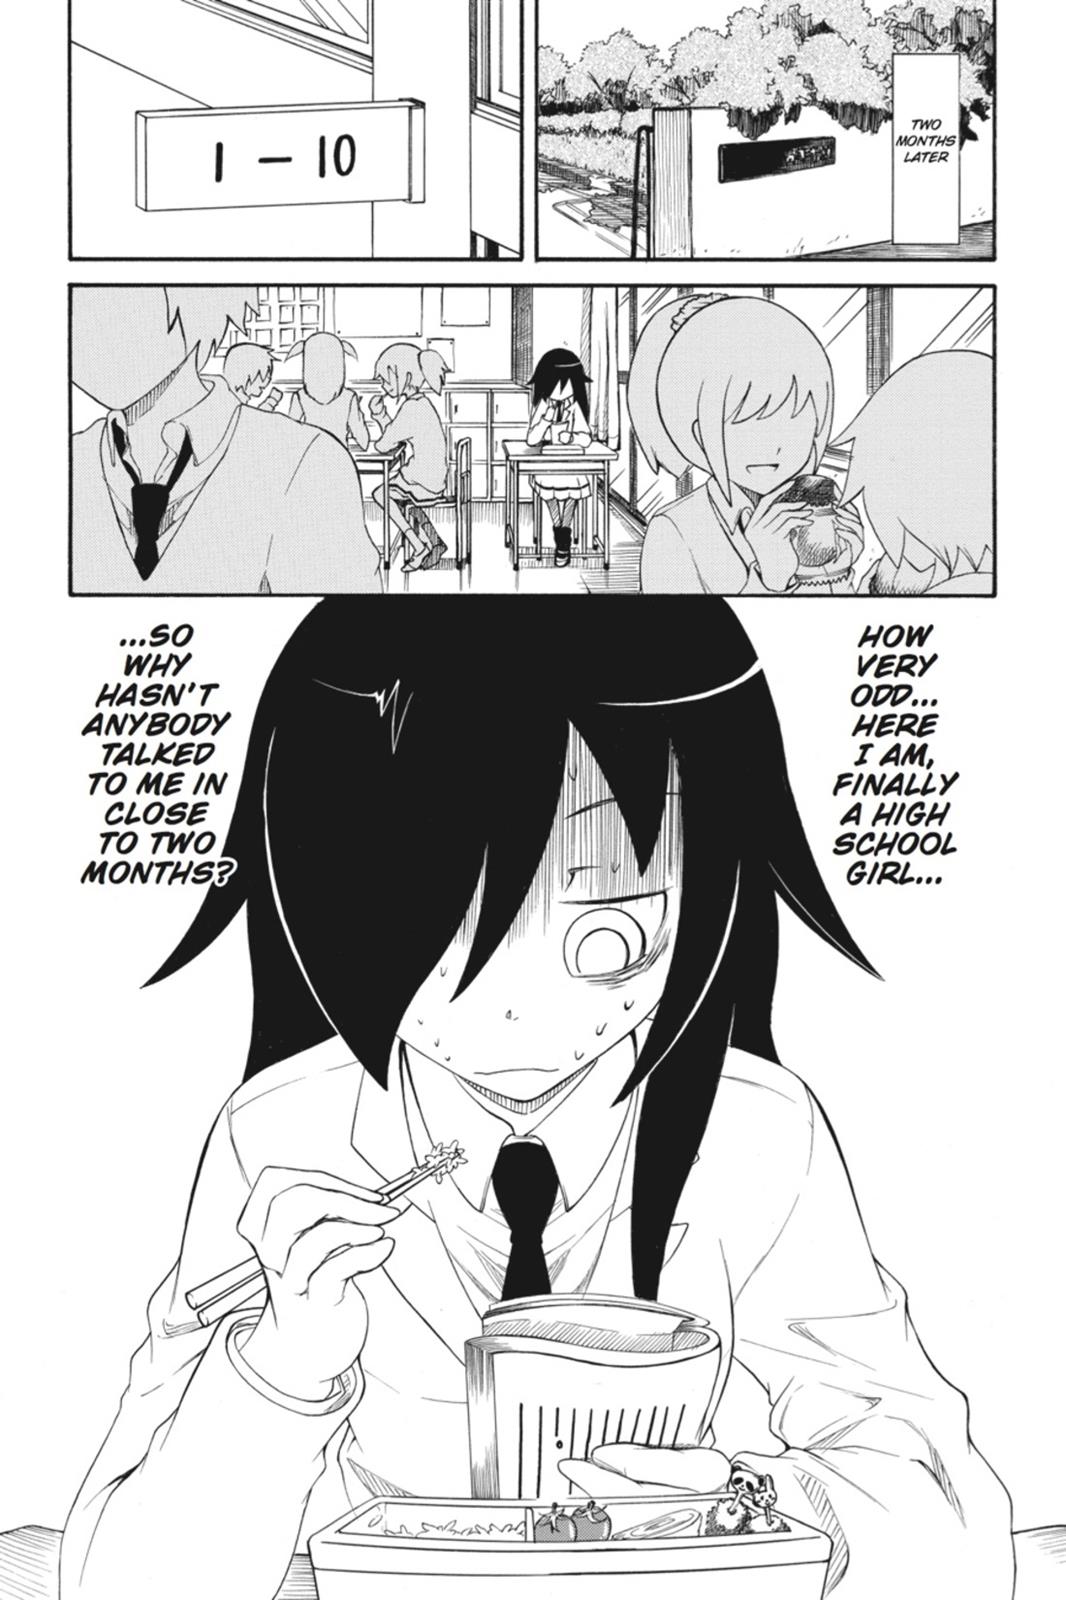 TWO
MONTHS
LATER
1-10
HOW
VERY
ODD...
HERE
I AM,
FINALLY
A HIGH
SCHOOL
GIRL...
...SO
WHY
HASN'T
ANYBODY
TALKED
TO ME IN
CLOSE
TO TWO
MONTHS?